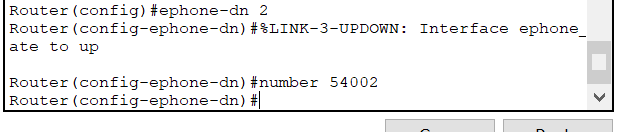 Router(config)#ephone-dn 2
Router(config-ephone-dn)#%LINK-3-UPDOWN: Interface ephone_
ate to up
Router(config-ephone-dn)#number 54002
Router(config-ephone-dn)#